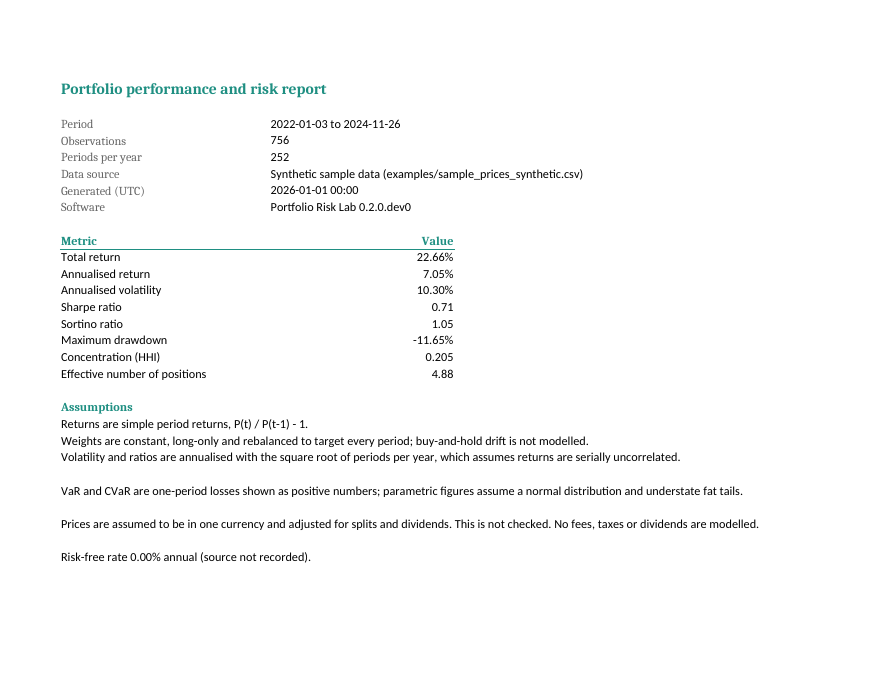 Portfolio performance and risk report
Period 2022-01-03 to 2024-11-26
Observations 756
Periods per year 252
Data source Synthetic sample data (examples/sample_prices_synthetic.csv)
Generated (UTC) 2026-01-01 00:00
Software Portfolio Risk Lab 0.2.0.dev0
Metric Value
Total return 22.66%
Annualised return 7.05%
Annualised volatility 10.30%
Sharpe ratio 0.71
Sortino ratio 1.05
Maximum drawdown -11.65%
Concentration (HHI) 0.205
Effective number of positions 4.88
Assumptions
Returns are simple period returns, P(t) / P(t-1) - 1.
Weights are constant, long-only and rebalanced to target every period; buy-and-hold drift is not modelled.
Volatility and ratios are annualised with the square root of periods per year, which assumes returns are serially uncorrelated.
VaR and CVaR are one-period losses shown as positive numbers; parametric figures assume a normal distribution and understate fat tails.
Prices are assumed to be in one currency and adjusted for splits and dividends. This is not checked. No fees, taxes or dividends are modelled.
Risk-free rate 0.00% annual (source not recorded).